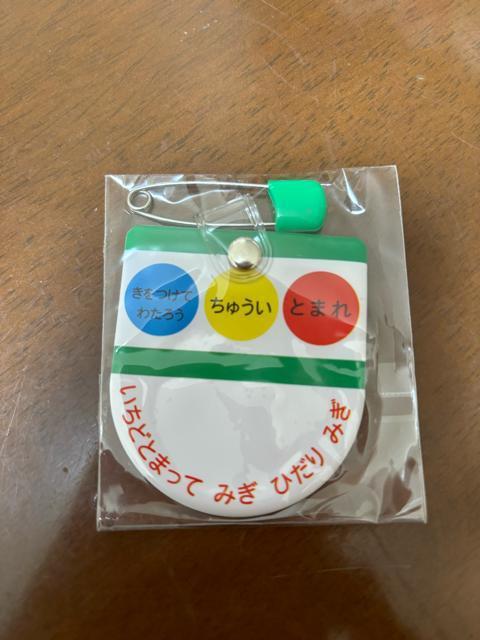 きをつけて
わたろう
ちゅうい
とまれ
いちどとまって みぎ ひだり みぎ